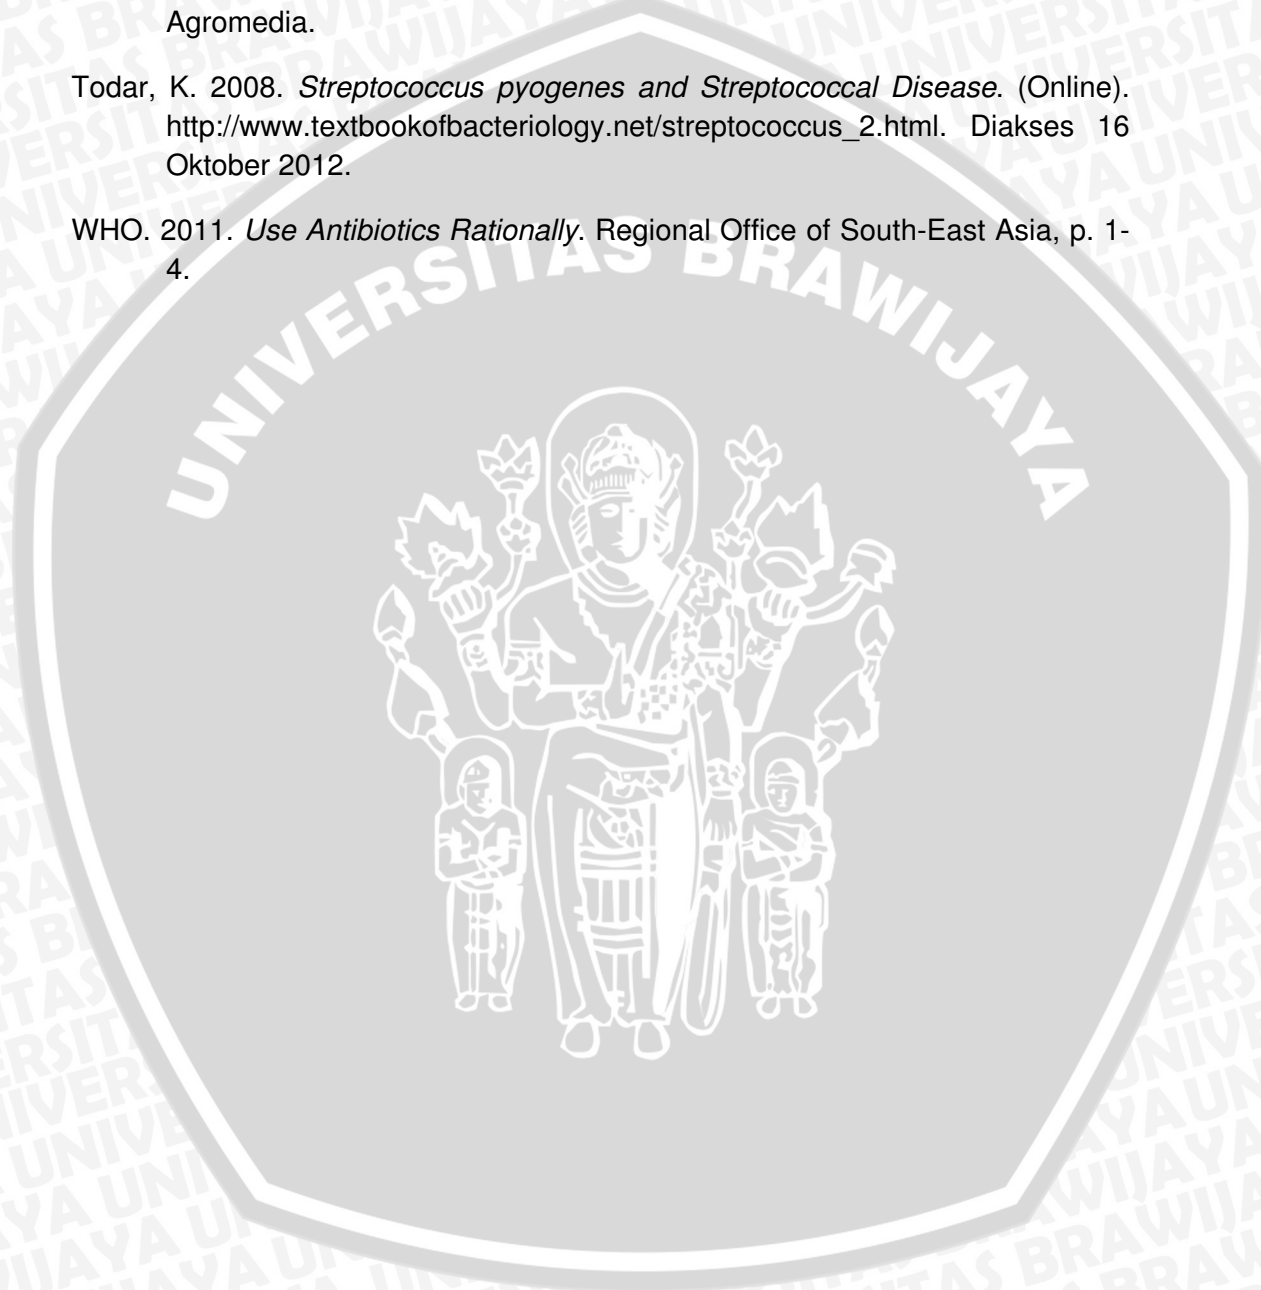 Agromedia.
Todar, K. 2008. Streptococcus pyogenes and Streptococcal Disease. (Online).
http://www.textbookofbacteriology.net/streptococcus_2.html. Diakses 16
Oktober 2012.
WHO. 2011. Use Antibiotics Rationally. Regional Office of South-East Asia, p. 1-
4.
UNIVERSITAS BRAWIJAYA